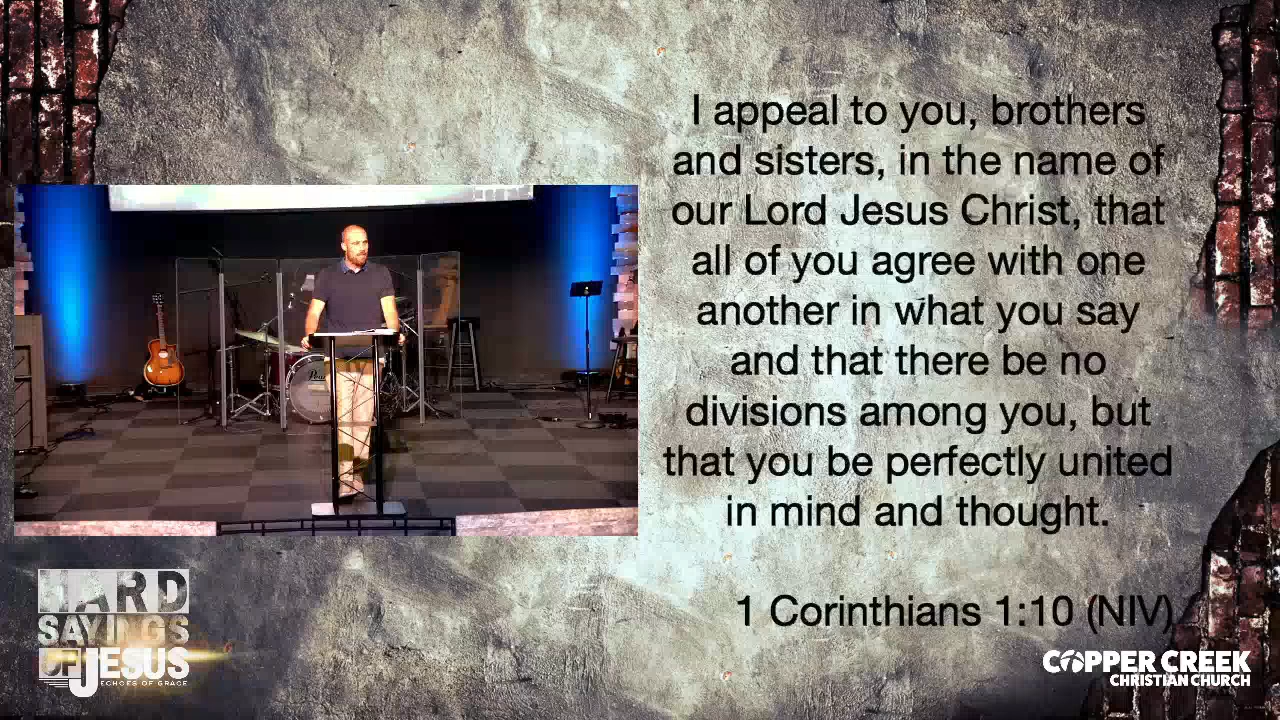 I appeal to you, brothers
and sisters, in the name of
our Lord Jesus Christ, that
all of you agree with one
another in what you say
and that there be no
divisions among you, but
that you be perfectly united
in mind and thought.
1 Corinthians 1:10 (NIV)
HARD
SAYINGS
OF JESUS
ECHOES OF GRACE
COPPER CREEK
CHRISTIAN CHURCH